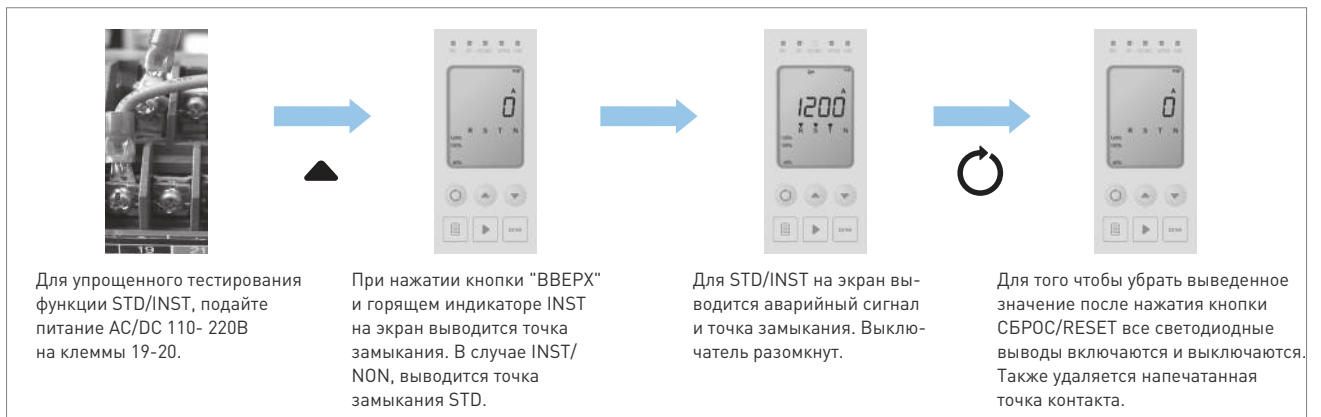 19
21
A
0
R S T N
A
1200
R S T N
A
0
R S T N
Для упрощенного тестирования
функции STD/INST, подайте
питание AC/DC 110- 220В
на клеммы 19-20.
При нажатии кнопки "ВВЕРХ"
и горящем индикаторе INST
на экран выводится точка
замыкания. В случае INST/
NON, выводится точка
замыкания STD.
Для STD/INST на экран вы-
водится аварийный сигнал
и точка замыкания. Выклю-
чатель разомкнут.
Для того чтобы убрать выведенное
значение после нажатия кнопки
СБРОС/RESET все светодиодные
выводы включаются и выключаются.
Также удаляется напечатанная
точка контакта.